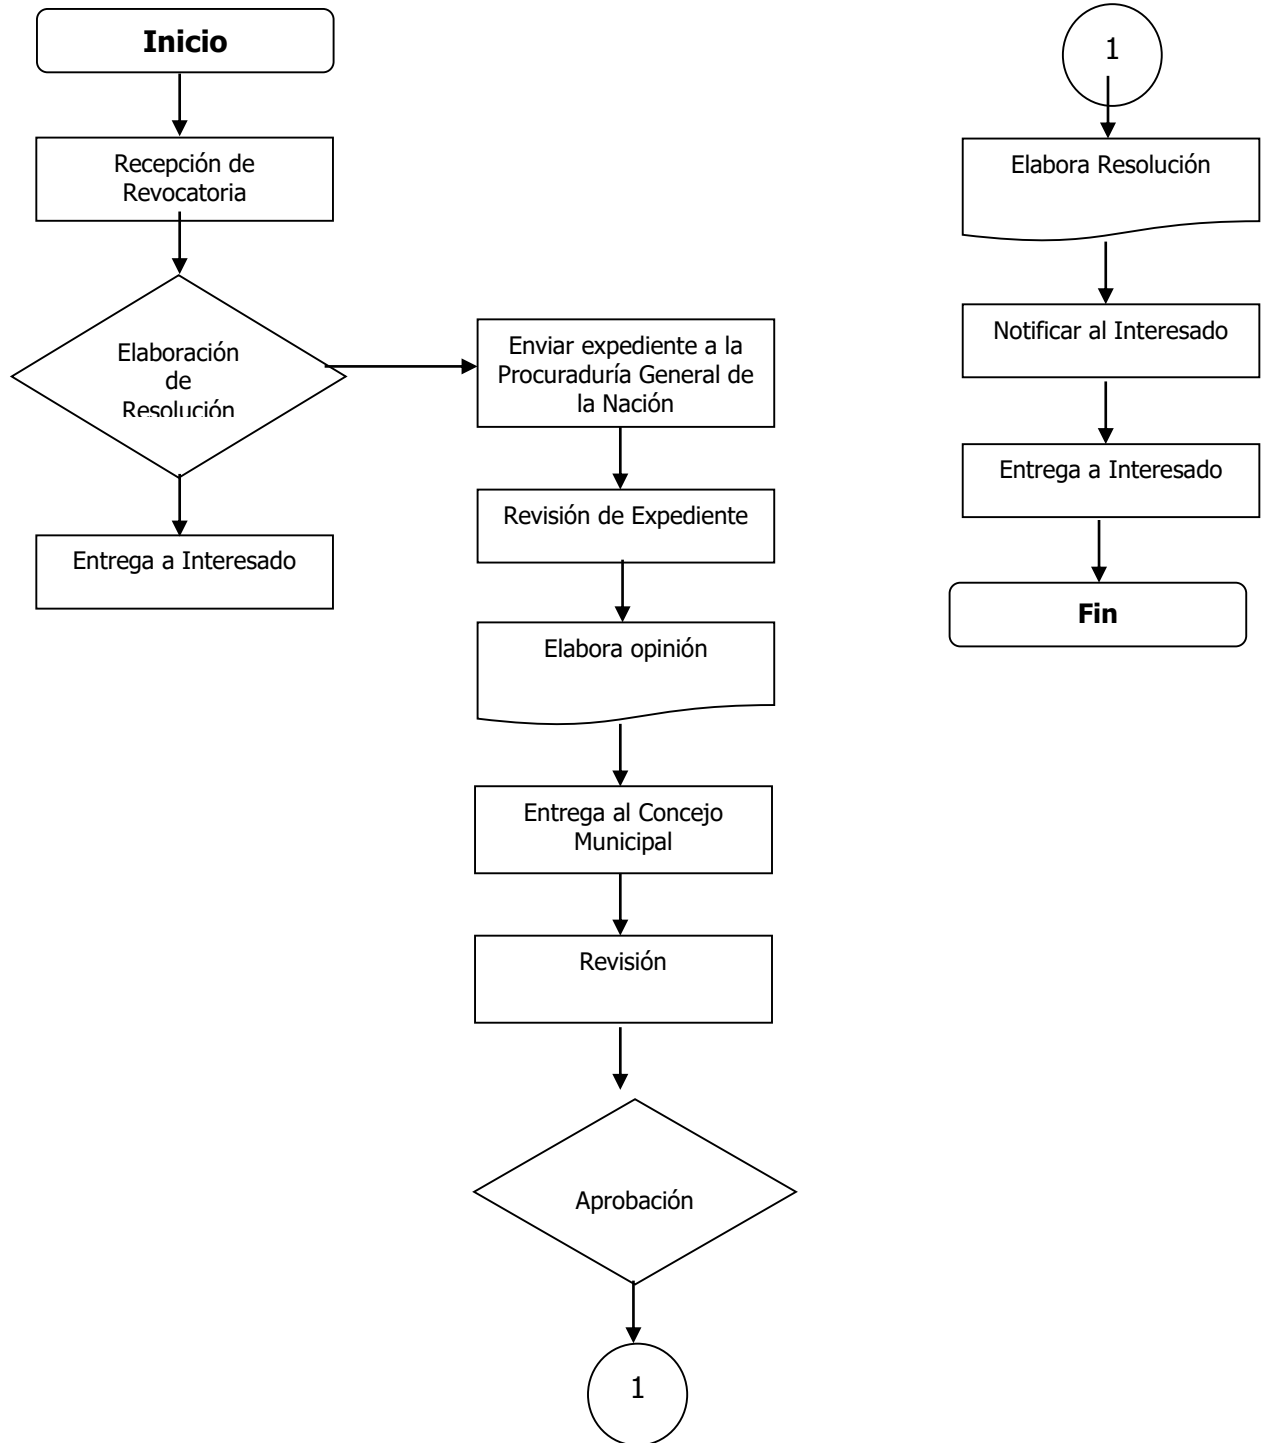 Inicio
Recepción de
Revocatoria
Elaboración
de
Resolución
Entrega a Interesado
Enviar expediente a la
Procuraduría General de
la Nación
Revisión de Expediente
Elabora opinión
Entrega al Concejo
Municipal
Revisión
Aprobación
1
1
Elabora Resolución
Notificar al Interesado
Entrega a Interesado
Fin